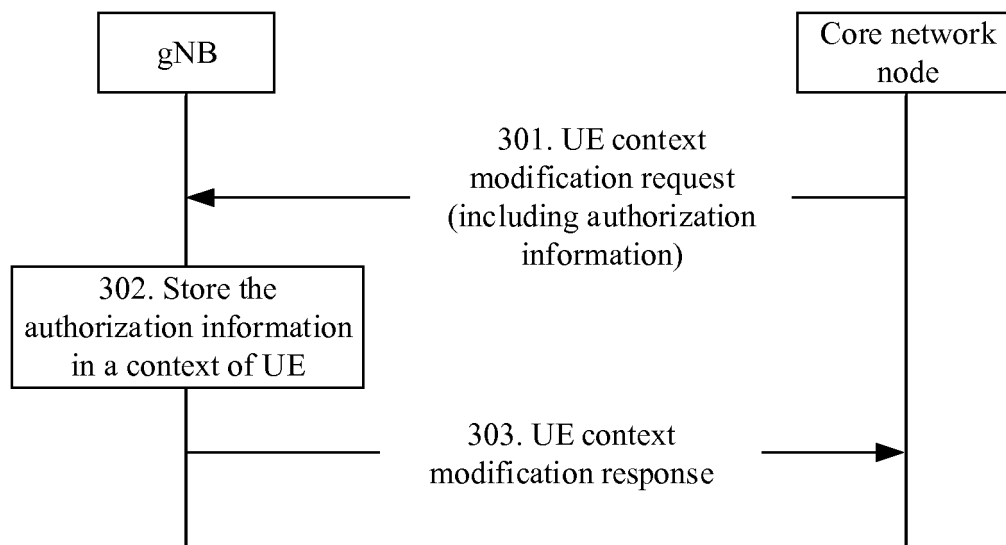 gNB
Core network
node
301. UE context
modification request
(including authorization
information)
302. Store the
authorization information
in a context of UE
303. UE context
modification response